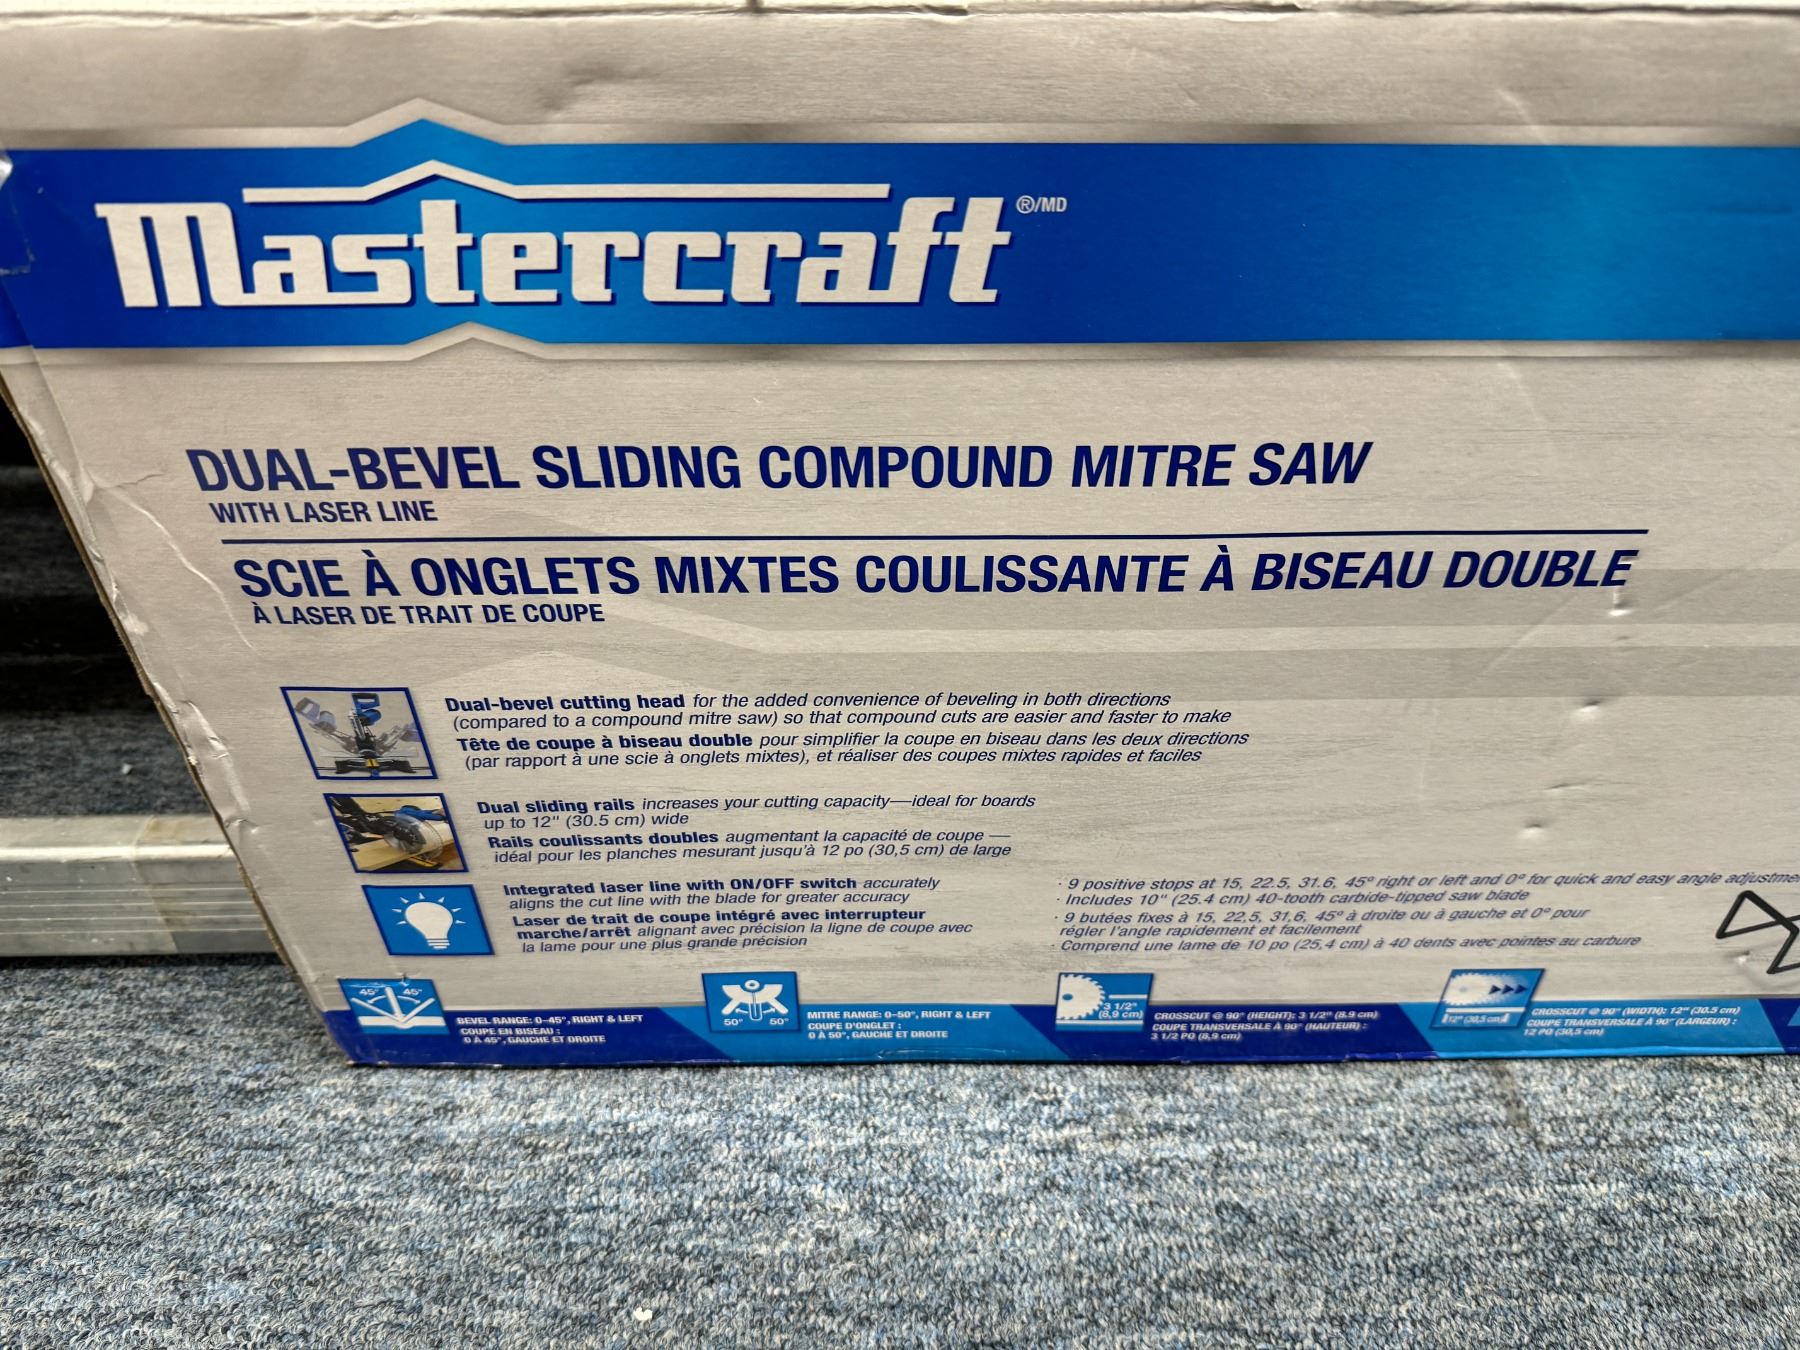 Mastercraft ®/MD
DUAL-BEVEL SLIDING COMPOUND MITRE SAW
WITH LASER LINE
SCIE À ONGLETS MIXTES COULISSANTE À BISEAU DOUBLE
À LASER DE TRAIT DE COUPE
Dual-bevel cutting head for the added convenience of beveling in both directions
(compared to a compound mitre saw) so that compound cuts are easier and faster to make
Tête de coupe à biseau double pour simplifier la coupe en biseau dans les deux directions
(par rapport à une scie à onglets mixtes), et réaliser des coupes mixtes rapides et faciles
Dual sliding rails increases your cutting capacity—ideal for boards
up to 12" (30.5 cm) wide
Rails coulissants doubles augmentant la capacité de coupe —
idéal pour les planches mesurant jusqu'à 12 po (30,5 cm) de large
Integrated laser line with ON/OFF switch accurately
aligns the cut line with the blade for greater accuracy
Laser de trait de coupe intégré avec interrupteur
marche/arrêt alignant avec précision la ligne de coupe avec
la lame pour une plus grande précision
· 9 positive stops at 15, 22.5, 31.6, 45º right or left and 0º for quick and easy angle adjustme
· Includes 10" (25.4 cm) 40-tooth carbide-tipped saw blade
· 9 butées fixes à 15, 22,5, 31,6, 45º à droite ou à gauche et 0º pour
régler l'angle rapidement et facilement
· Comprend une lame de 10 po (25,4 cm) à 40 dents avec pointes au carbure
45° 45°
BEVEL RANGE: 0–45°, RIGHT & LEFT
COUPE EN BISEAU :
0 À 45°, GAUCHE ET DROITE
50° 50°
MITRE RANGE: 0–50°, RIGHT & LEFT
COUPE D'ONGLET :
0 À 50°, GAUCHE ET DROITE
3 1/2"
(8,9 cm)
CROSSCUT @ 90° (HEIGHT): 3 1/2" (8.9 cm)
COUPE TRANSVERSALE À 90° (HAUTEUR) :
3 1/2 PO (8,9 cm)
12" (30,5 cm)
CROSSCUT @ 90° (WIDTH): 12" (30.5 cm)
COUPE TRANSVERSALE À 90° (LARGEUR) :
12 PO (30,5 cm)